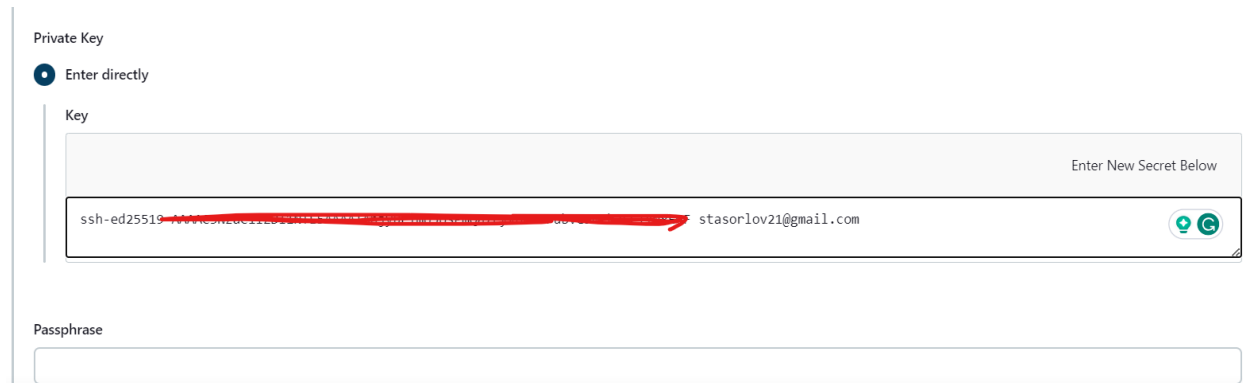 Private Key
Enter directly
Key
Enter New Secret Below
ssh-ed25519 stasorlov21@gmail.com
Passphrase